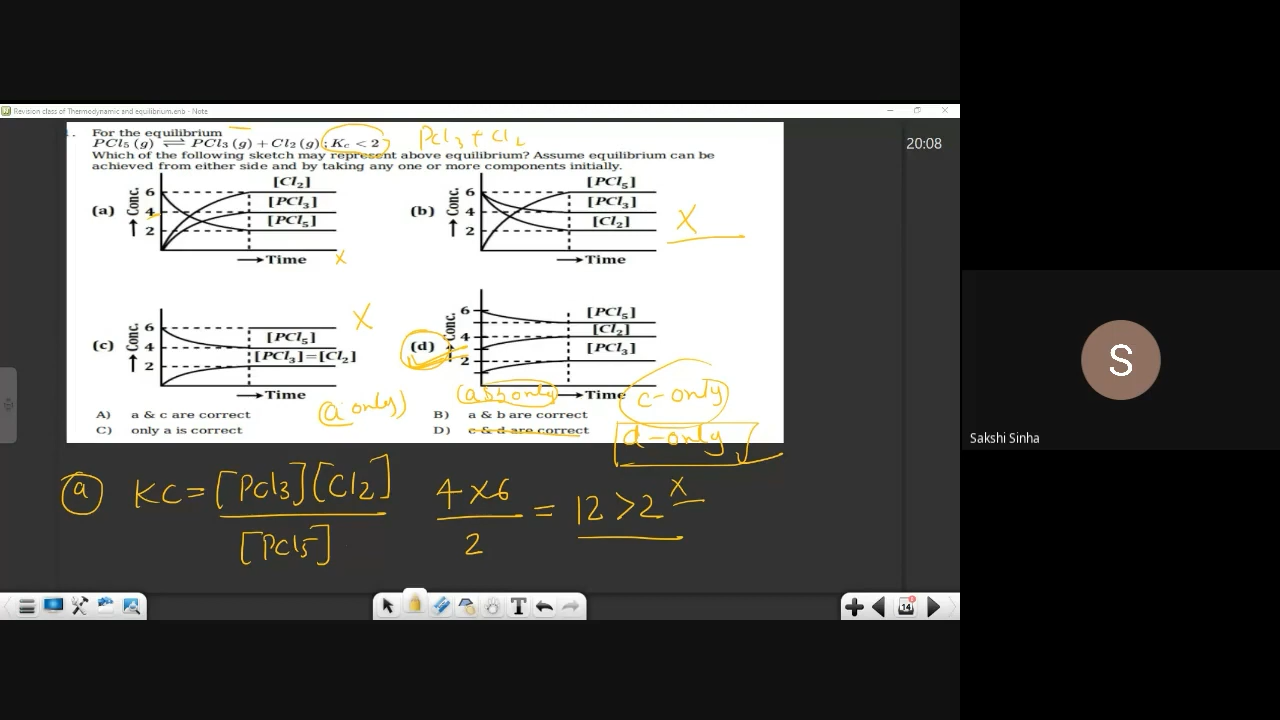 Revision class of Thermodynamic and equilibrium.enb - Note
1. For the equilibrium
PCl5 (g) ⇌ PCl3 (g) + Cl2 (g) ; Kc < 2
PCl3 + Cl2
Which of the following sketch may represent above equilibrium? Assume equilibrium can be
achieved from either side and by taking any one or more components initially.
(a) Conc. 6 4 2 [Cl2] [PCl3] [PCl5] Time X
(b) Conc. 6 4 2 [PCl5] [PCl3] [Cl2] Time X
(c) Conc. 6 4 2 [PCl5] [PCl3]=[Cl2] Time X
(d) Conc. 6 4 2 [PCl5] [Cl2] [PCl3] Time
(a only) (a & b only) c-only
A) a & c are correct B) a & b are correct
C) only a is correct D) c & d are correct
d-only
(a) KC = [PCl3][Cl2] / [PCl5] 4 x 6 / 2 = 12 > 2 X
20:08
S
Sakshi Sinha
T
14